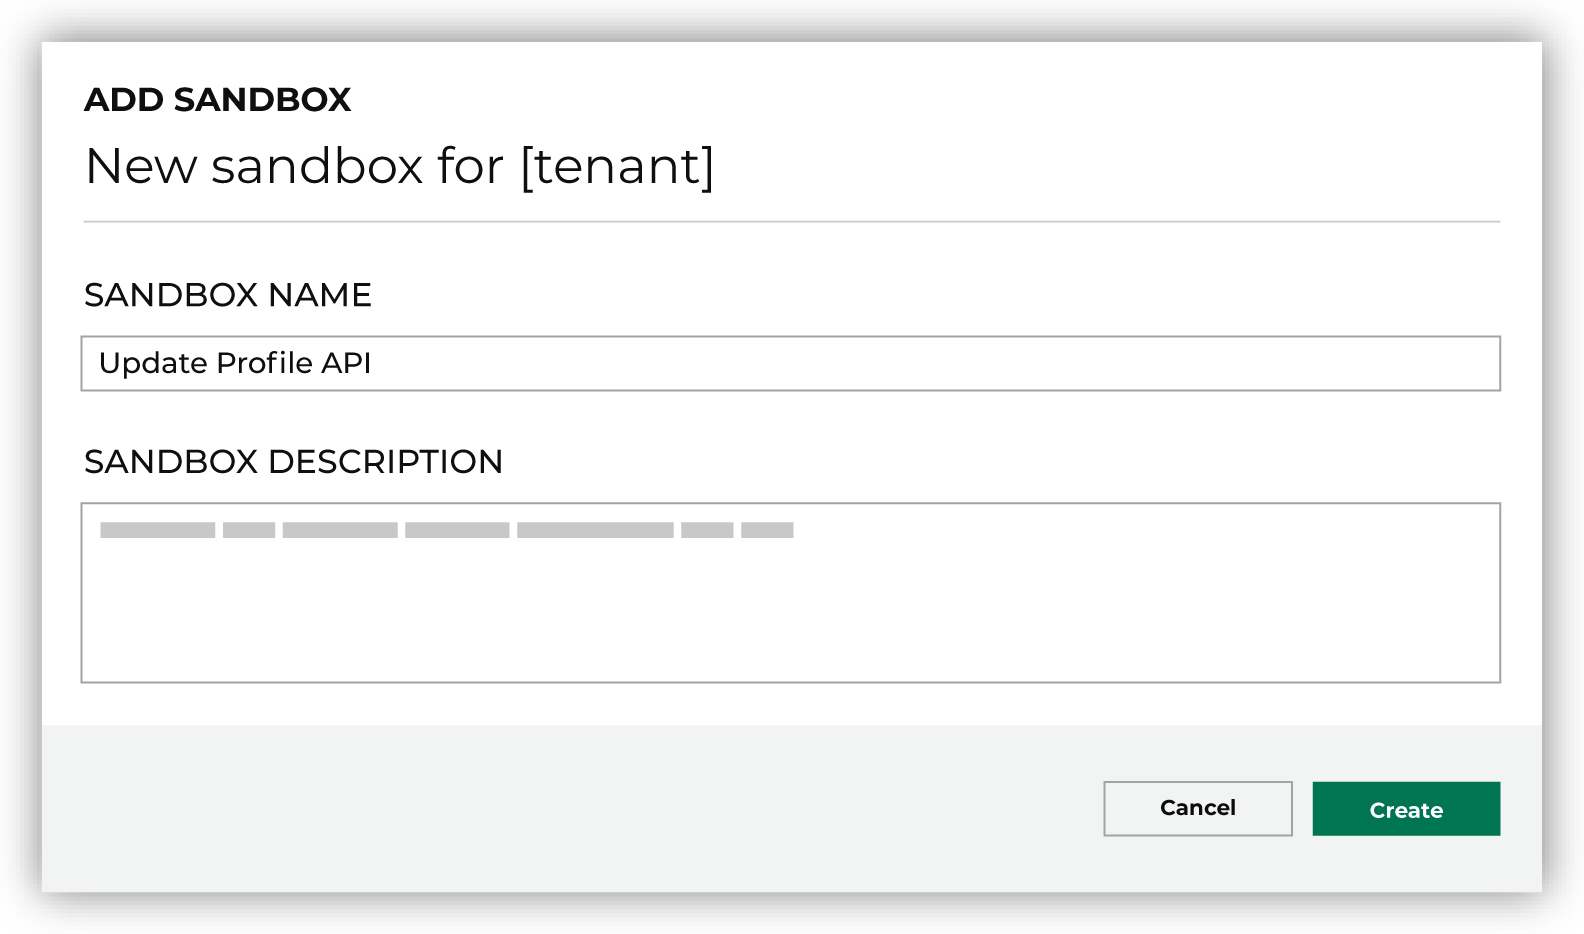 ADD SANDBOX
New sandbox for [tenant]
SANDBOX NAME
Update Profile API
SANDBOX DESCRIPTION
Cancel
Create